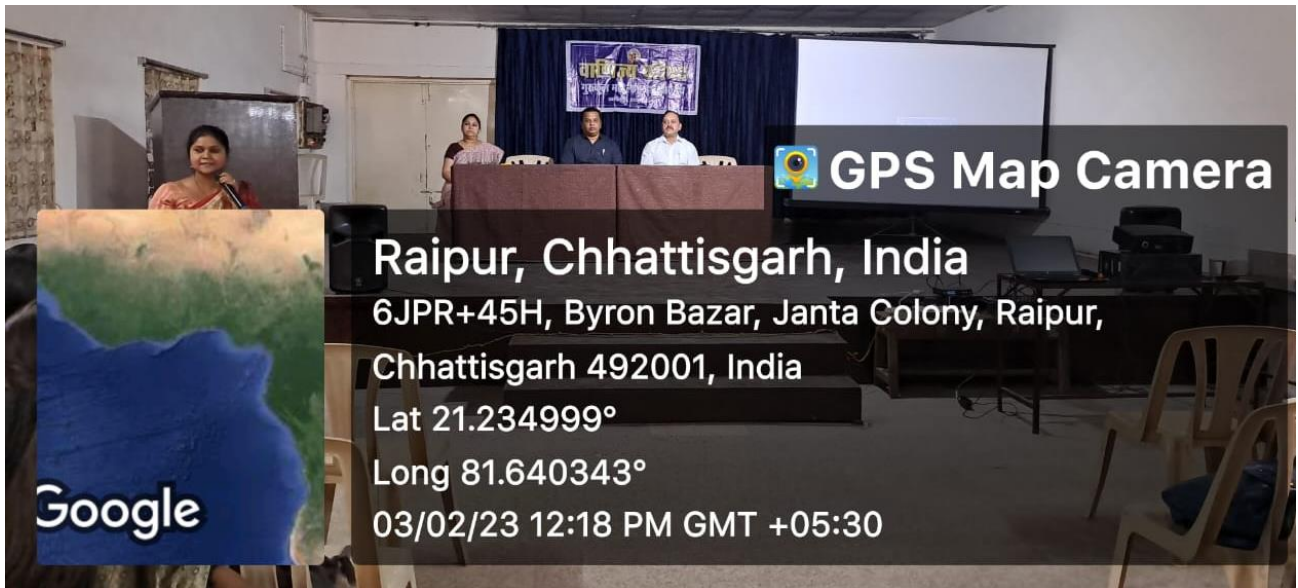 वाणिज्य
GPS Map Camera
Raipur, Chhattisgarh, India
6JPR+45H, Byron Bazar, Janta Colony, Raipur,
Chhattisgarh 492001, India
Lat 21.234999°
Long 81.640343°
03/02/23 12:18 PM GMT +05:30
Google